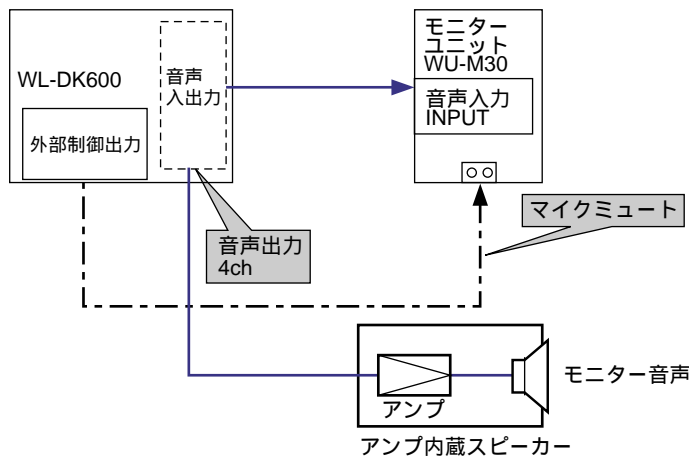 WL-DK600
音声
入出力
外部制御出力
モニター
ユニット
WU-M30
音声入力
INPUT
マイクミュート
音声出力
4ch
アンプ
モニター音声
アンプ内蔵スピーカー